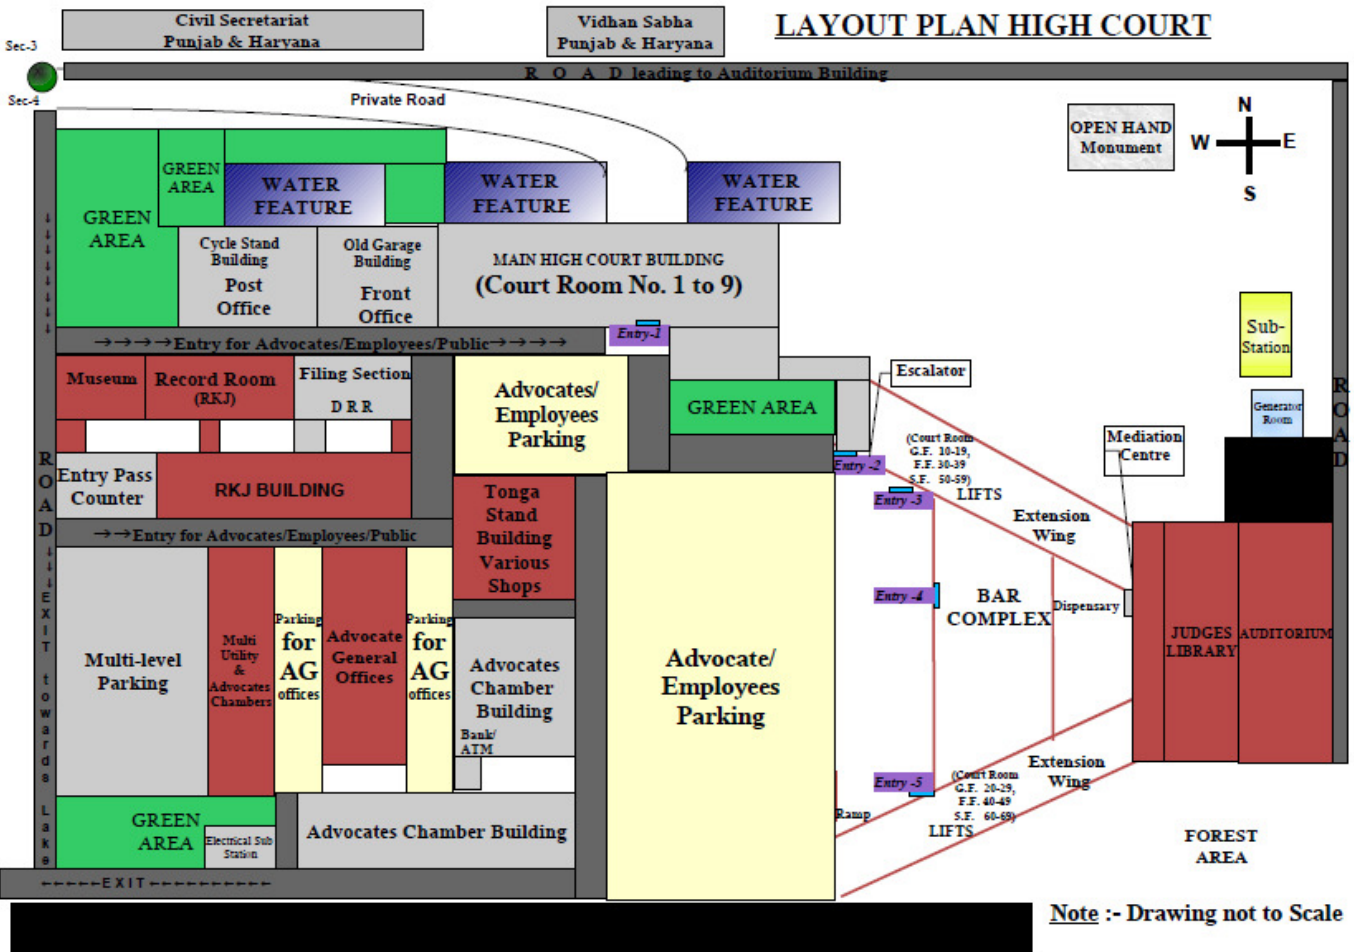 Civil Secretariat
Punjab & Haryana
Vidhan Sabha
Punjab & Haryana
LAYOUT PLAN HIGH COURT
Sec-3
R O A D leading to Auditorium Building
Sec-4
Private Road
OPEN HAND
Monument
N
W
E
S
GREEN
AREA
GREEN
AREA
WATER
FEATURE
WATER
FEATURE
WATER
FEATURE
Cycle Stand
Building
Post
Office
Old Garage
Building
Front
Office
MAIN HIGH COURT BUILDING
(Court Room No. 1 to 9)
Entry-1
↓↓↓↓↓↓↓
→→→→Entry for Advocates/Employees/Public→→→→
Sub-
Station
Generator
Room
ROAD
Museum
Record Room
(RKJ)
Filing Section
D R R
Advocates/
Employees
Parking
GREEN AREA
Escalator
Entry -2
(Court Room
G.F. 10-19,
F.F. 30-39
S.F. 50-59)
LIFTS
Entry -3
Mediation
Centre
Extension
Wing
Entry Pass
Counter
RKJ BUILDING
ROAD
→→Entry for Advocates/Employees/Public
Tonga
Stand
Building
Various
Shops
Entry -4
BAR
COMPLEX
Dispensary
JUDGES
LIBRARY
AUDITORIUM
↓↓↓EXIT towards Lake
Multi-level
Parking
Multi
Utility
&
Advocates
Chambers
Parking
for
AG
offices
Advocate
General
Offices
Parking
for
AG
offices
Advocates
Chamber
Building
Bank/
ATM
Advocate/
Employees
Parking
Entry -5
(Court Room
G.F. 20-29,
F.F. 40-49
S.F. 60-69)
LIFTS
Extension
Wing
Ramp
GREEN
AREA
Electrical Sub
Station
Advocates Chamber Building
FOREST
AREA
←←←←←EXIT←←←←←←←←←←
Note :- Drawing not to Scale